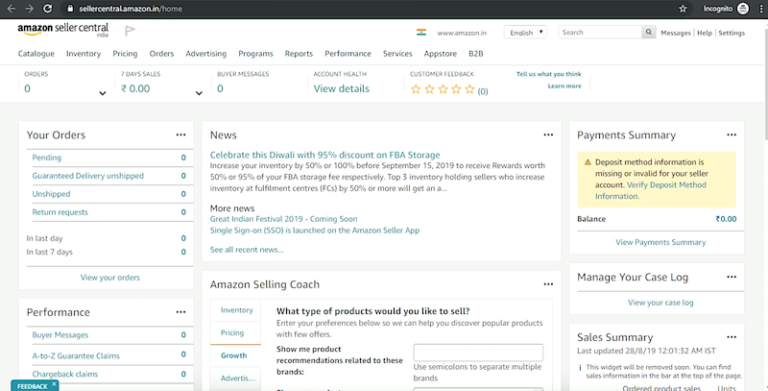 sellercentral.amazon.in/home
Incognito
amazon seller central
india
www.amazon.in
English
Search
Messages | Help | Settings
Catalogue Inventory Pricing Orders Advertising Programs Reports Performance Services Appstore B2B
ORDERS
0
7 DAYS SALES
₹ 0.00
BUYER MESSAGES
0
ACCOUNT HEALTH
View details
CUSTOMER FEEDBACK
(0)
Tell us what you think
Learn more
Your Orders
Pending 0
Guaranteed Delivery unshipped 0
Unshipped 0
Return requests 0
In last day 0
In last 7 days 0
View your orders
Performance
Buyer Messages 0
A-to-Z Guarantee Claims 0
Chargeback claims 0
FEEDBACK
News
Celebrate this Diwali with 95% discount on FBA Storage
Increase your inventory by 50% or 100% before September 15, 2019 to receive Rewards worth
50% or 95% of your FBA storage fee respectively. Top 3 inventory holding sellers who increase
inventory at fulfilment centres (FCs) by 50% or more will get an a...
More news
Great Indian Festival 2019 - Coming Soon
Single Sign-on (SSO) is launched on the Amazon Seller App
See all recent news...
Amazon Selling Coach
Inventory
Pricing
Growth
Advertis...
What type of products would you like to sell?
Enter your preferences below so we can help you discover popular products
with few offers.
Show me product
recommendations related to these
brands:
Use semicolons to separate multiple
brands
Payments Summary
Deposit method information is
missing or invalid for your seller
account. Verify Deposit Method
Information.
Balance ₹0.00
View Payments Summary
Manage Your Case Log
View your case log
Sales Summary
Last updated 28/8/19 12:01:32 AM IST
This widget will be removed soon. You can find
sales information in the bar at the top of the page.
Ordered product sales Units